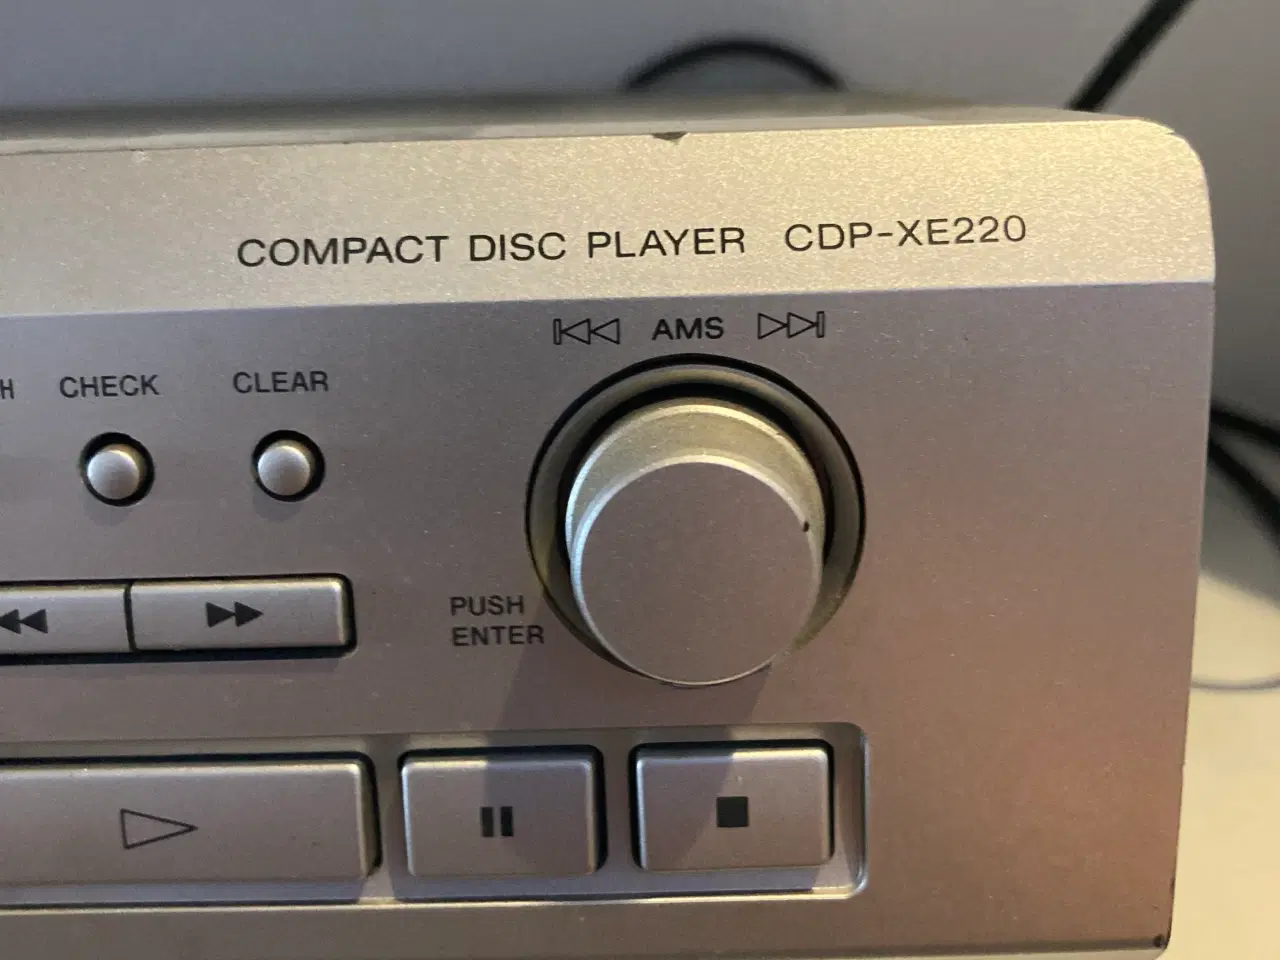 COMPACT DISC PLAYER CDP-XE220
AMS
CHECK CLEAR
PUSH
ENTER